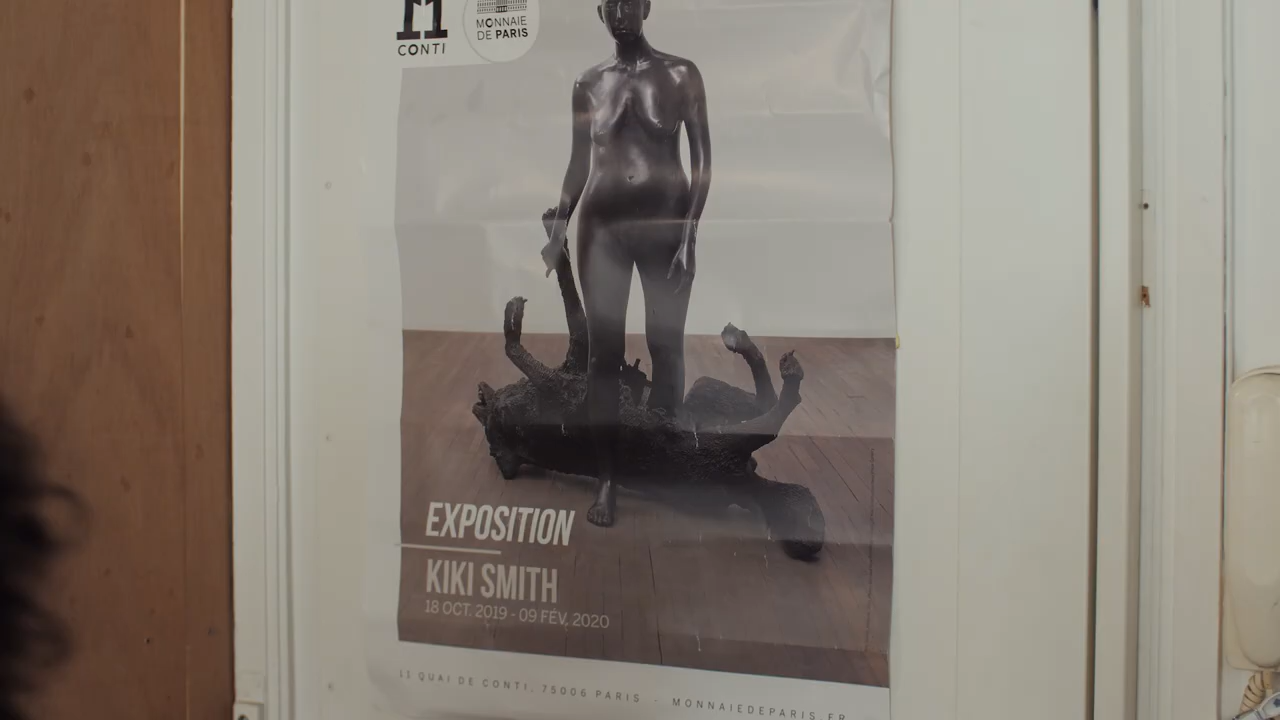 11
CONTI
MONNAIE
DE PARIS
EXPOSITION
KIKI SMITH
18 OCT. 2019 - 09 FÉV. 2020
11 QUAI DE CONTI, 75006 PARIS - MONNAIEDEPARIS.FR